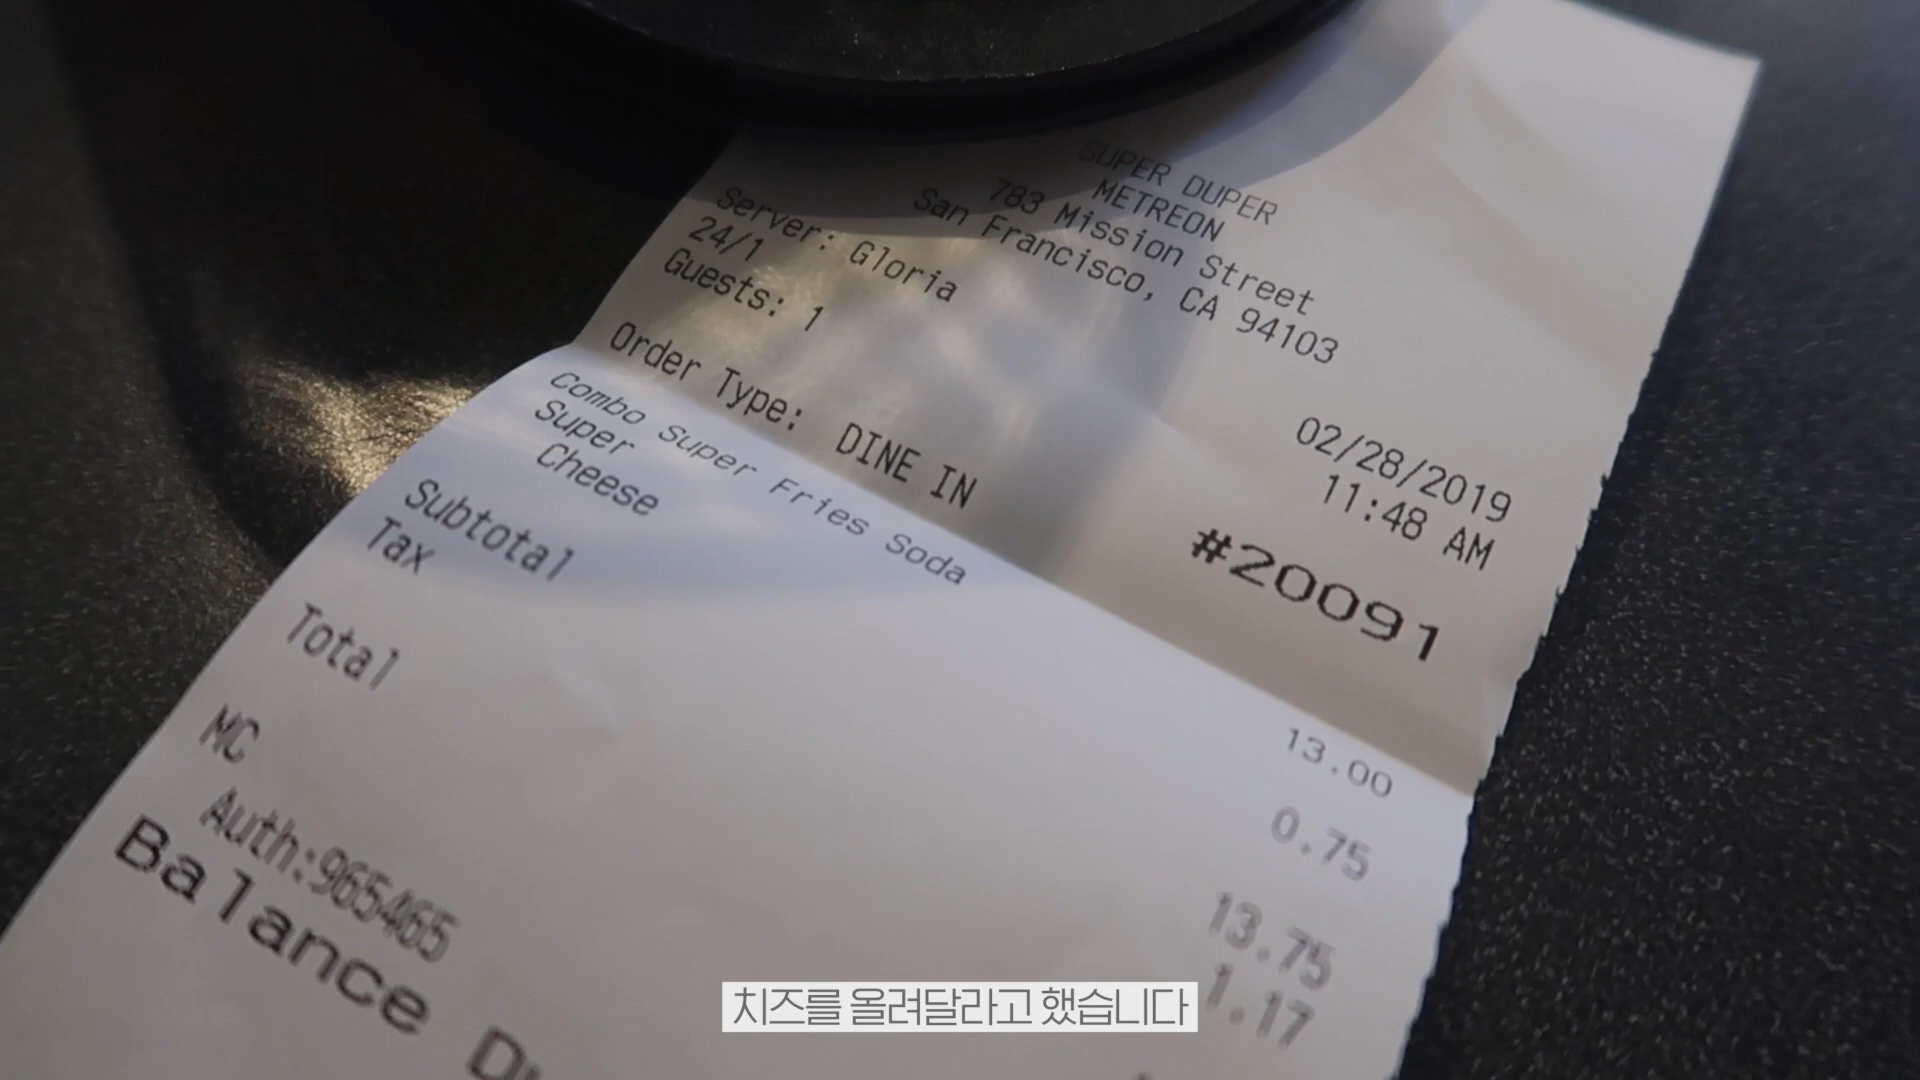 SUPER DUPER
METREON
783 Mission Street
San Francisco, CA 94103
Server: Gloria
02/28/2019
24/1
11:48 AM
Guests: 1
#20091
Order Type: DINE IN
Combo Super Fries Soda 13.00
Super
Cheese 0.75
Subtotal 13.75
Tax 1.17
Total
MC
Auth:965465
Balance
치즈를 올려달라고 했습니다